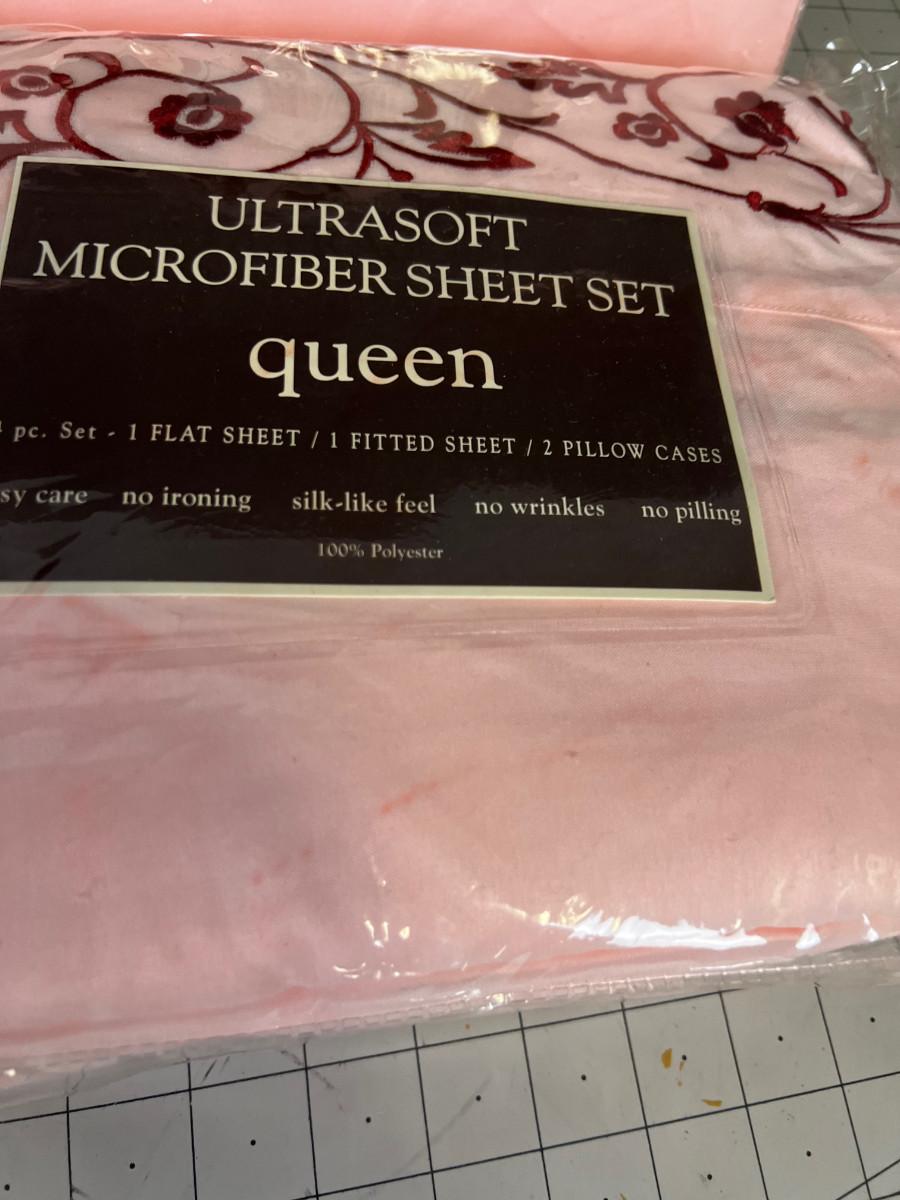 ULTRASOFT
MICROFIBER SHEET SET
queen
pc. Set - 1 FLAT SHEET / 1 FITTED SHEET / 2 PILLOW CASES
sy care no ironing silk-like feel no wrinkles no pilling
100% Polyester